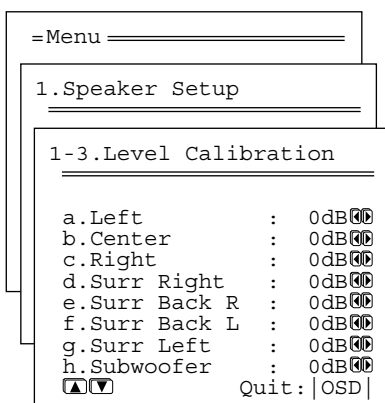 =Menu
1.Speaker Setup
1-3.Level Calibration
a.Left : 0dB
b.Center : 0dB
c.Right : 0dB
d.Surr Right : 0dB
e.Surr Back R : 0dB
f.Surr Back L : 0dB
g.Surr Left : 0dB
h.Subwoofer : 0dB
Quit:|OSD|